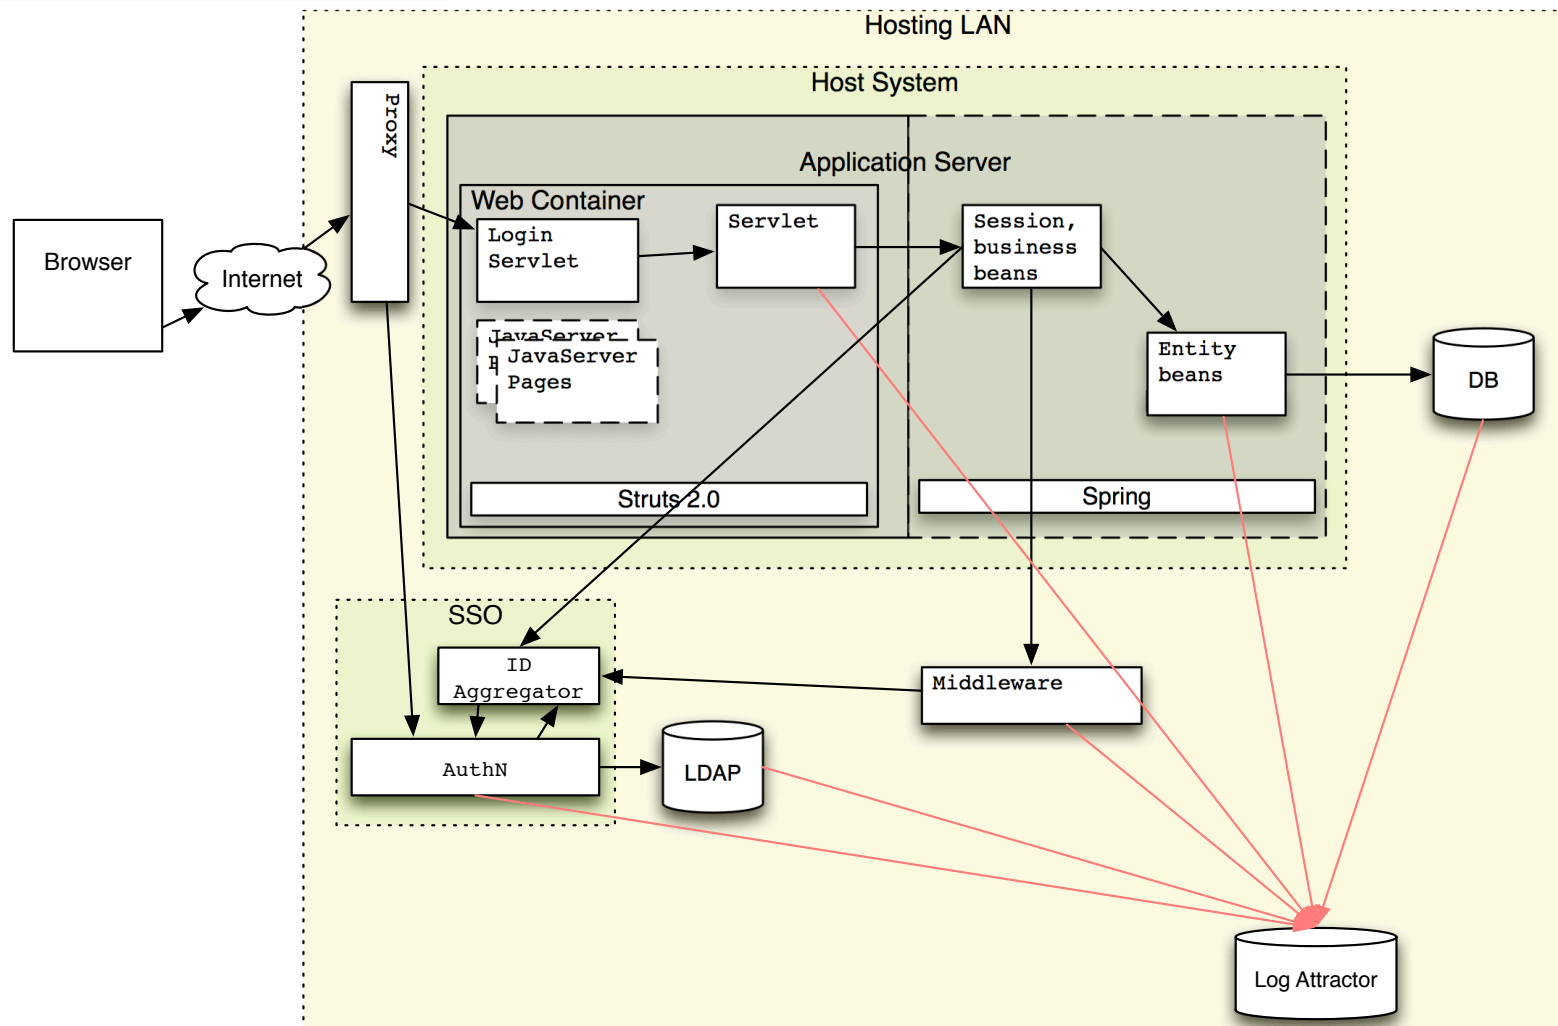 Hosting LAN
Host System
Proxy
Application Server
Web Container
Login
Servlet
Servlet
Session,
business
beans
Browser
Internet
JavaServer
JavaServer
Pages
Entity
beans
DB
Struts 2.0
Spring
SSO
ID
Aggregator
Middleware
AuthN
LDAP
Log Attractor